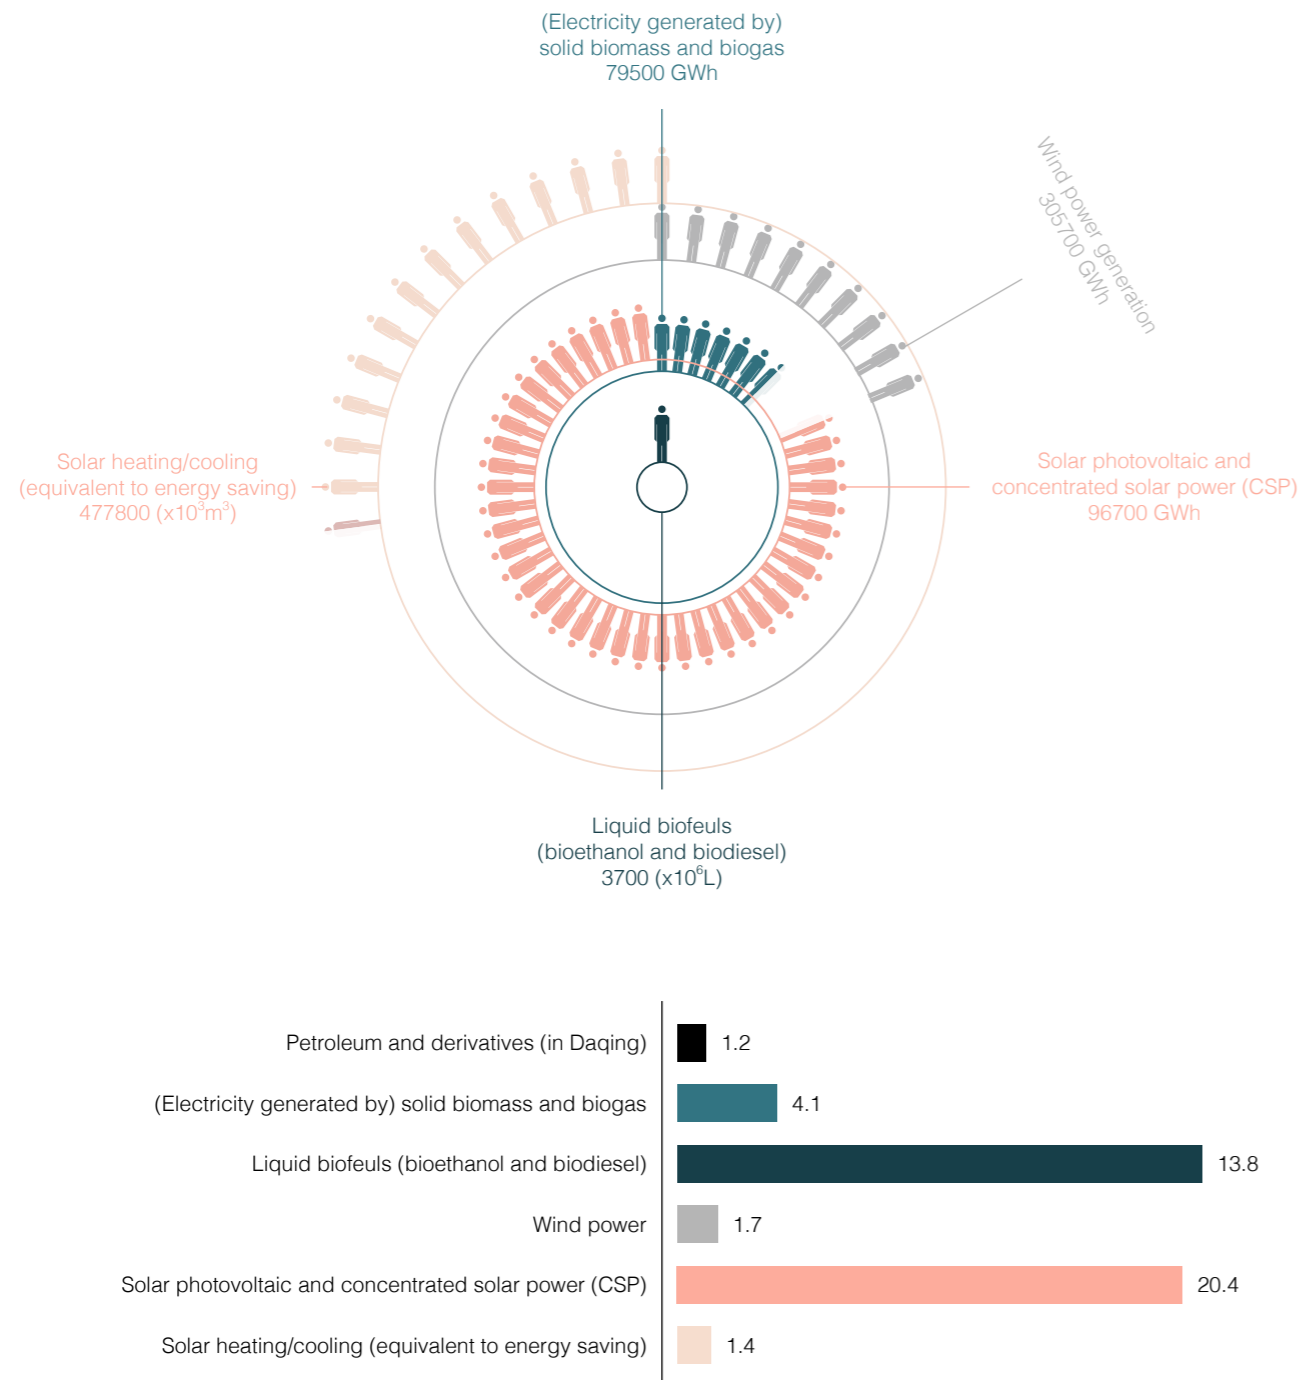 (Electricity generated by)
solid biomass and biogas
79500 GWh
Wind power generation
305700 GWh
Solar heating/cooling
(equivalent to energy saving)
477800 (x10³m³)
Solar photovoltaic and
concentrated solar power (CSP)
96700 GWh
Liquid biofeuls
(bioethanol and biodiesel)
3700 (x10⁶L)
Petroleum and derivatives (in Daqing) 1.2
(Electricity generated by) solid biomass and biogas 4.1
Liquid biofeuls (bioethanol and biodiesel) 13.8
Wind power 1.7
Solar photovoltaic and concentrated solar power (CSP) 20.4
Solar heating/cooling (equivalent to energy saving) 1.4